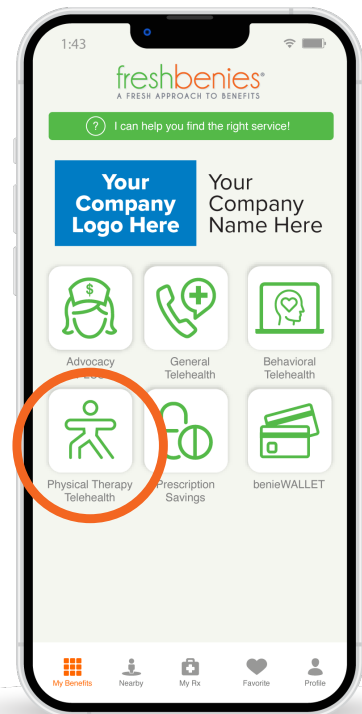 1:43
freshbenies®
A FRESH APPROACH TO BENEFITS
? I can help you find the right service!
Your
Company
Logo Here
Your
Company
Name Here
$
Advocacy
General
Telehealth
Behavioral
Telehealth
Physical Therapy
Telehealth
Prescription
Savings
benieWALLET
My Benefits
Nearby
My Rx
Favorite
Profile